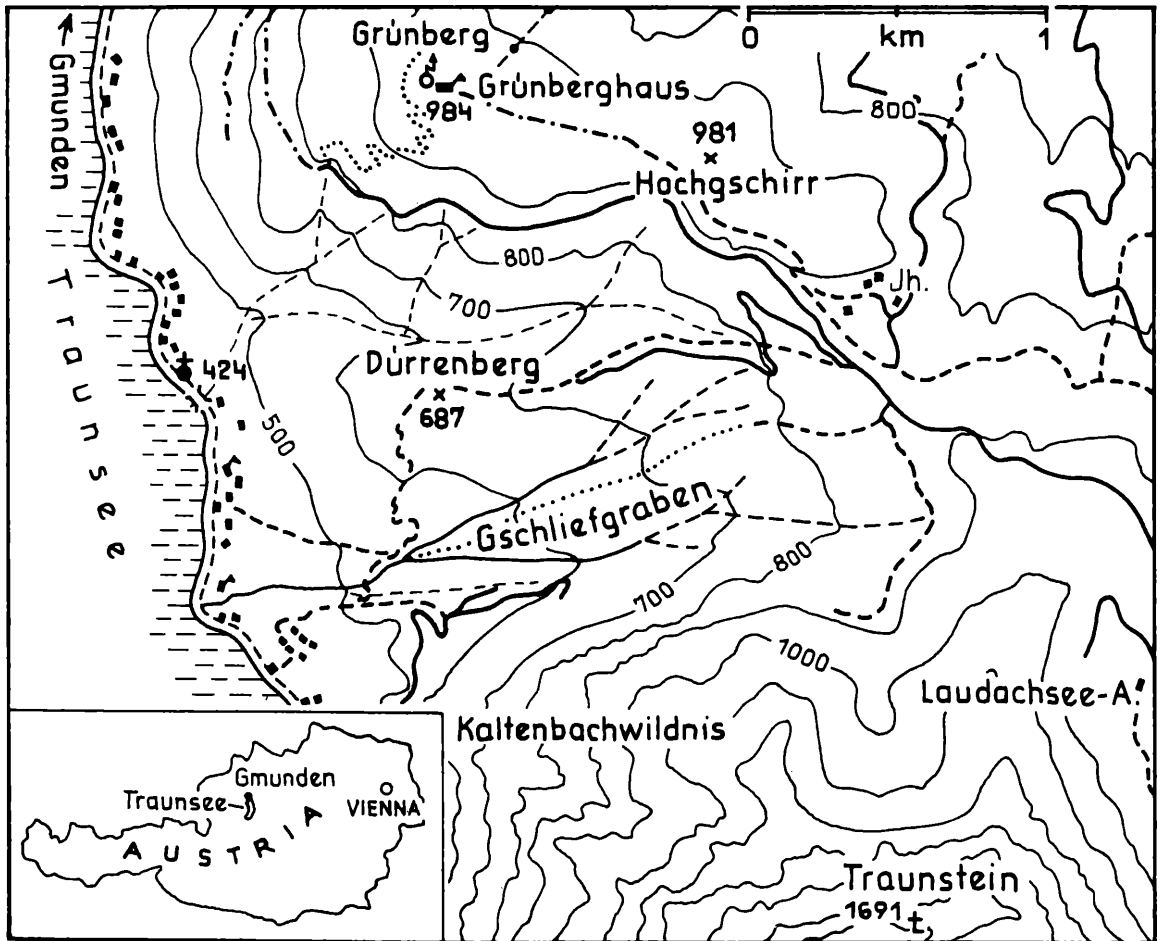 Grünberg
0 km 1
Gmunden
Grünberghaus
984
800
981
Hochgschirr
Traunsee
800
Jh.
700
424
Dürrenberg
687
500
Gschliefgraben
800
700
1000
Laudachsee-A.
Kaltenbachwildnis
Gmunden
Traunsee
VIENNA
AUSTRIA
Traunstein
1691